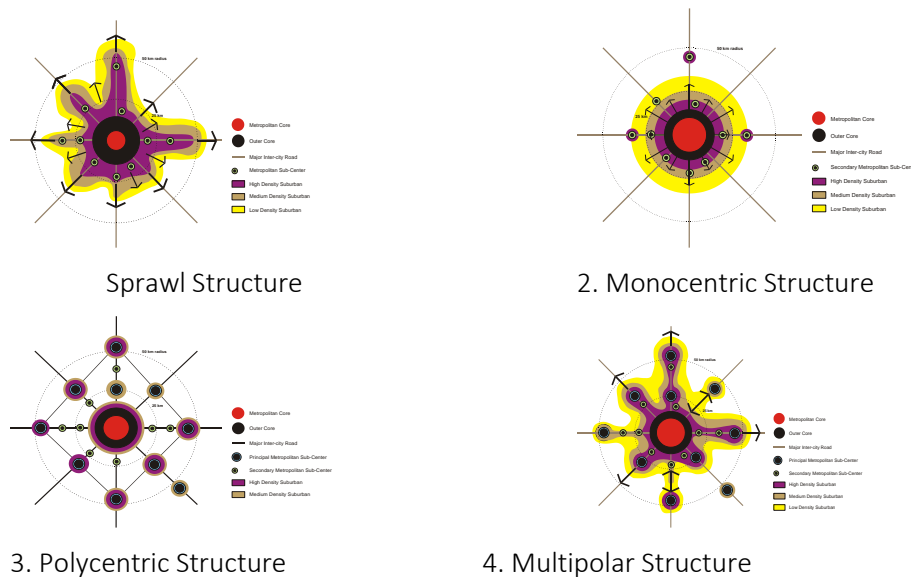 50 km radius
25 km
Metropolitan Core
Outer Core
Major Inter-city Road
Metropolitan Sub-Center
High Density Suburban
Medium Density Suburban
Low Density Suburban
Sprawl Structure
50 km radius
25 km
Metropolitan Core
Outer Core
Major Inter-city Road
Secondary Metropolitan Sub-Cen
High Density Suburban
Medium Density Suburban
Low Density Suburban
2. Monocentric Structure
50 km radius
25 km
Metropolitan Core
Outer Core
Major Inter-city Road
Principal Metropolitan Sub-Center
Secondary Metropolitan Sub-Center
High Density Suburban
Medium Density Suburban
3. Polycentric Structure
50 km radius
25 km
Metropolitan Core
Outer Core
Major Inter-city Road
Principal Metropolitan Sub-Center
Secondary Metropolitan Sub-Center
High Density Suburban
Medium Density Suburban
Low Density Suburban
4. Multipolar Structure